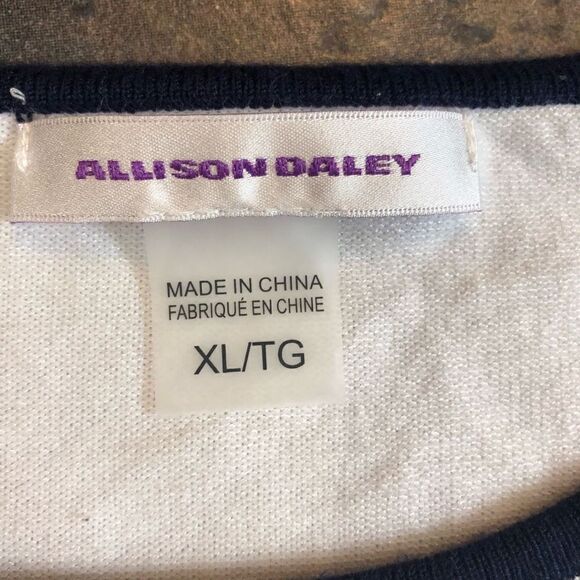 ALLISON DALEY
MADE IN CHINA
FABRIQUÉ EN CHINE
XL/TG